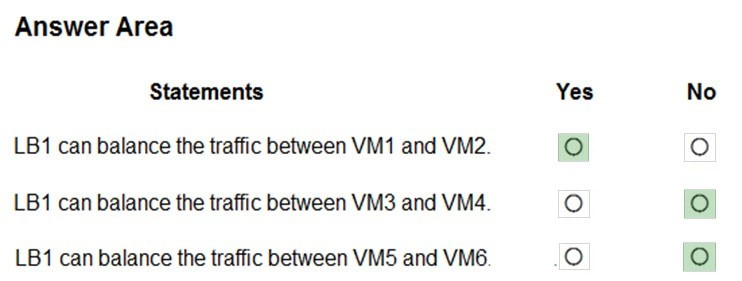 Answer Area
Statements Yes No
LB1 can balance the traffic between VM1 and VM2.
LB1 can balance the traffic between VM3 and VM4.
LB1 can balance the traffic between VM5 and VM6.